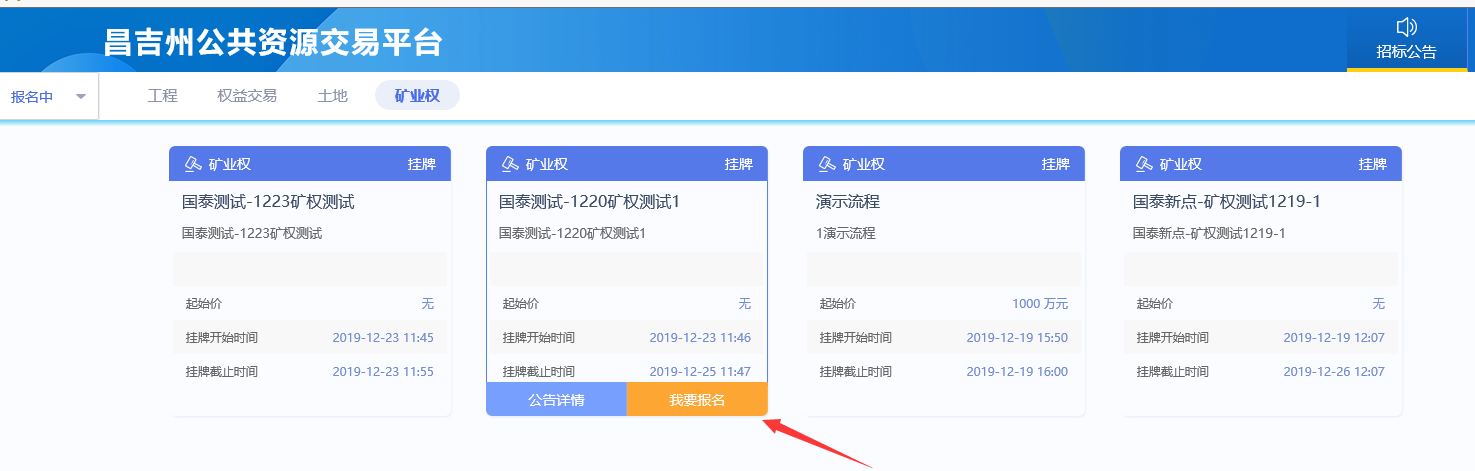 昌吉州公共资源交易平台
招标公告
报名中 工程 权益交易 土地 矿业权
矿业权 挂牌
国泰测试-1223矿权测试
国泰测试-1223矿权测试
起始价 无
挂牌开始时间 2019-12-23 11:45
挂牌截止时间 2019-12-23 11:55
矿业权 挂牌
国泰测试-1220矿权测试1
国泰测试-1220矿权测试1
起始价 无
挂牌开始时间 2019-12-23 11:46
挂牌截止时间 2019-12-25 11:47
公告详情 我要报名
矿业权 挂牌
演示流程
1演示流程
起始价 1000 万元
挂牌开始时间 2019-12-19 15:50
挂牌截止时间 2019-12-19 16:00
矿业权 挂牌
国泰新点-矿权测试1219-1
国泰新点-矿权测试1219-1
起始价 无
挂牌开始时间 2019-12-19 12:07
挂牌截止时间 2019-12-26 12:07